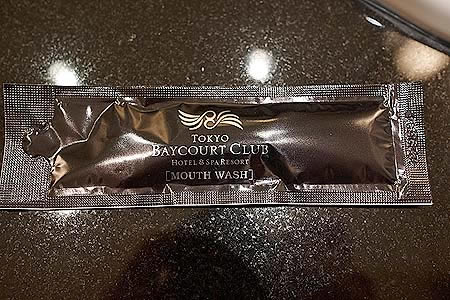 TOKYO
BAYCOURT CLUB
HOTEL & SPA RESORT
[MOUTH WASH]